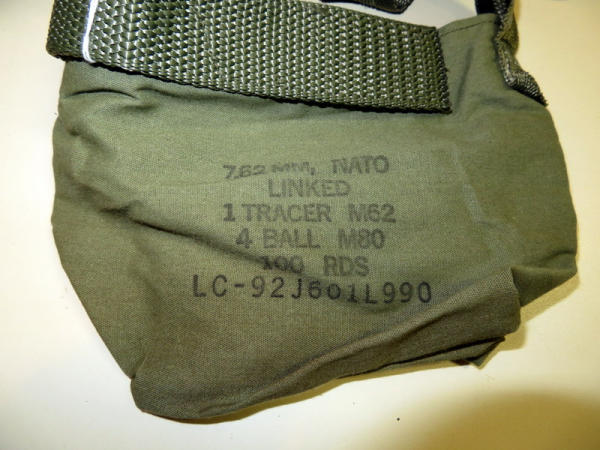 7.62 MM, NATO
LINKED
1 TRACER M62
4 BALL M80
100 RDS
LC-92J601L990